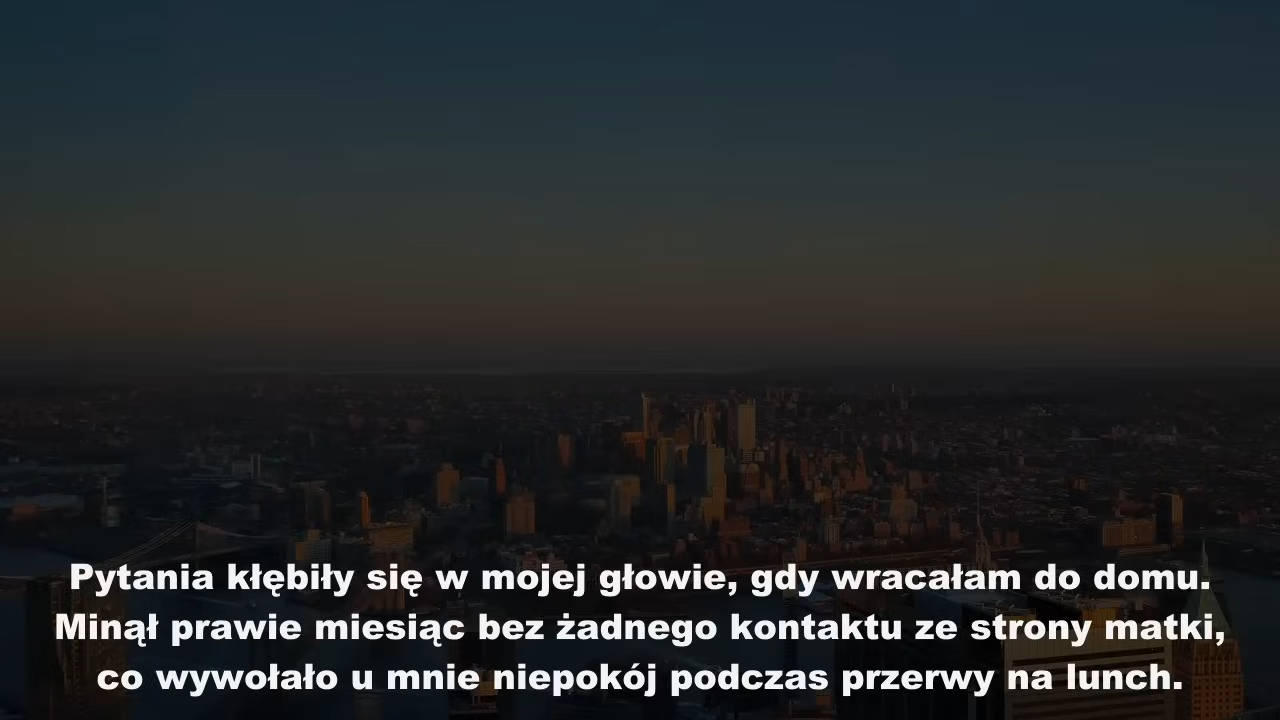 Pytania kłębiły się w mojej głowie, gdy wracałam do domu.
Minął prawie miesiąc bez żadnego kontaktu ze strony matki,
co wywołało u mnie niepokój podczas przerwy na lunch.